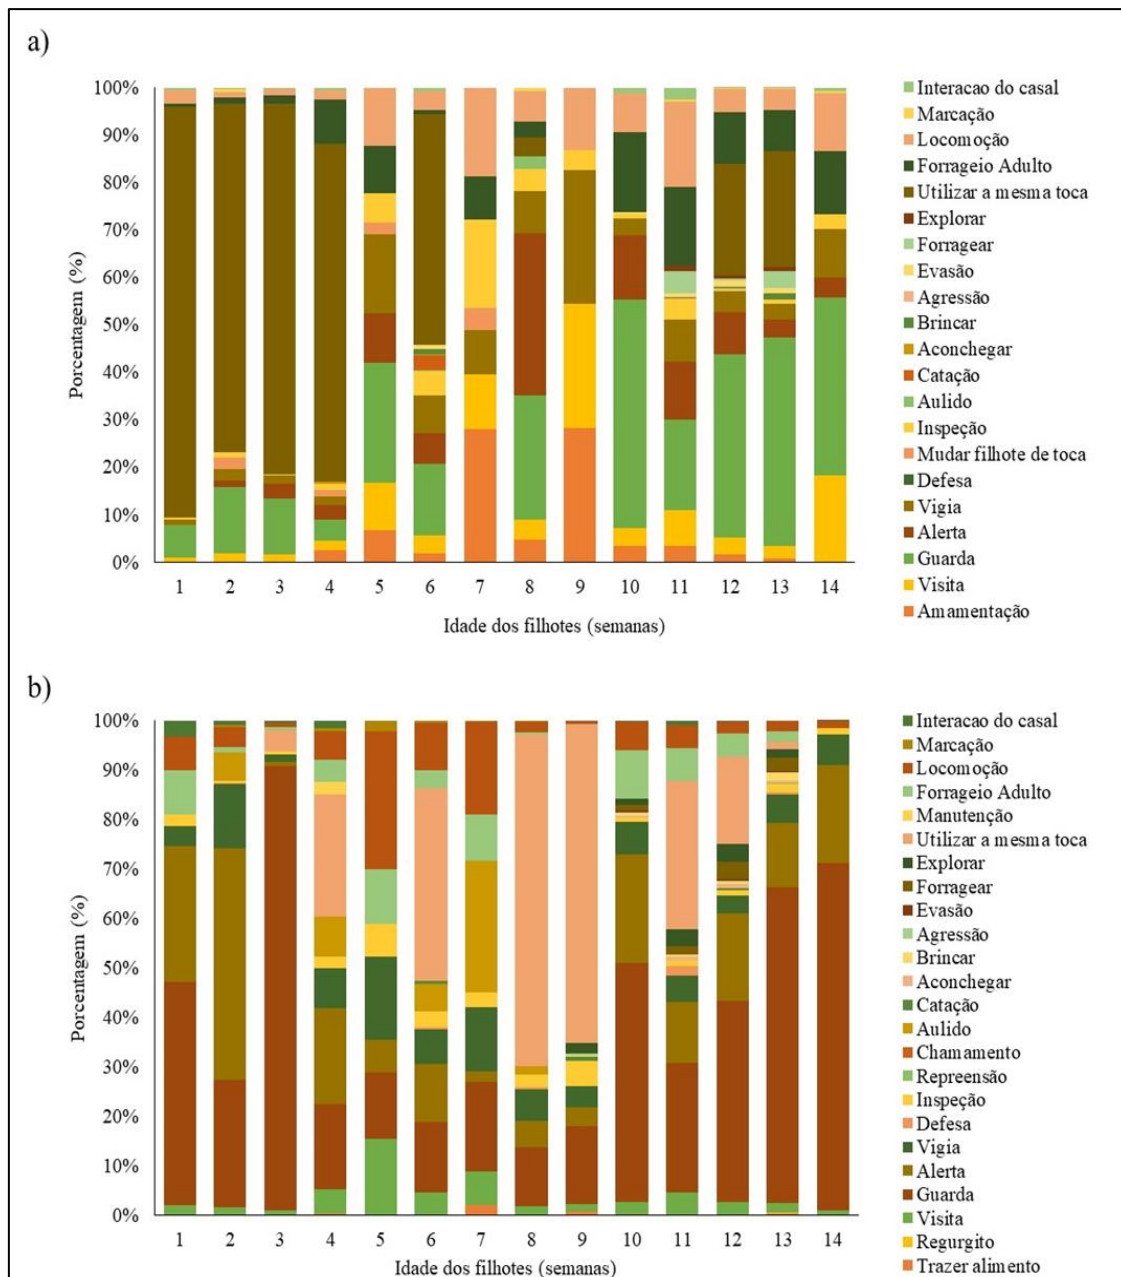 a)
100%
90%
80%
70%
60%
50%
40%
30%
20%
10%
0%
Porcentagem (%)
1 2 3 4 5 6 7 8 9 10 11 12 13 14
Idade dos filhotes (semanas)
Interacao do casal
Marcação
Locomoção
Forrageio Adulto
Utilizar a mesma toca
Explorar
Forragear
Evasão
Agressão
Brincar
Aconchegar
Catação
Aulido
Inspeção
Mudar filhote de toca
Defesa
Vigia
Alerta
Guarda
Visita
Amamentação
b)
100%
90%
80%
70%
60%
50%
40%
30%
20%
10%
0%
Porcentagem (%)
1 2 3 4 5 6 7 8 9 10 11 12 13 14
Idade dos filhotes (semanas)
Interacao do casal
Marcação
Locomoção
Forrageio Adulto
Manutenção
Utilizar a mesma toca
Explorar
Forragear
Evasão
Agressão
Brincar
Aconchegar
Catação
Aulido
Chamamento
Repreensão
Inspeção
Defesa
Vigia
Alerta
Guarda
Visita
Regurgito
Trazer alimento